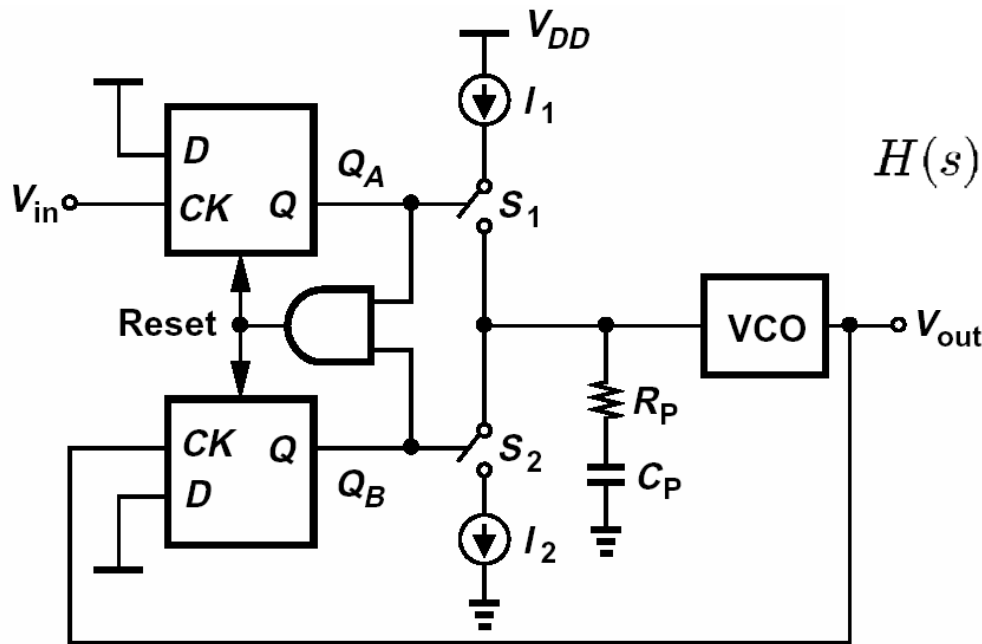 V_DD
I_1
H(s)
D
Q_A
V_in
CK
Q
S_1
Reset
VCO
V_out
R_P
CK
Q
S_2
D
Q_B
C_P
I_2